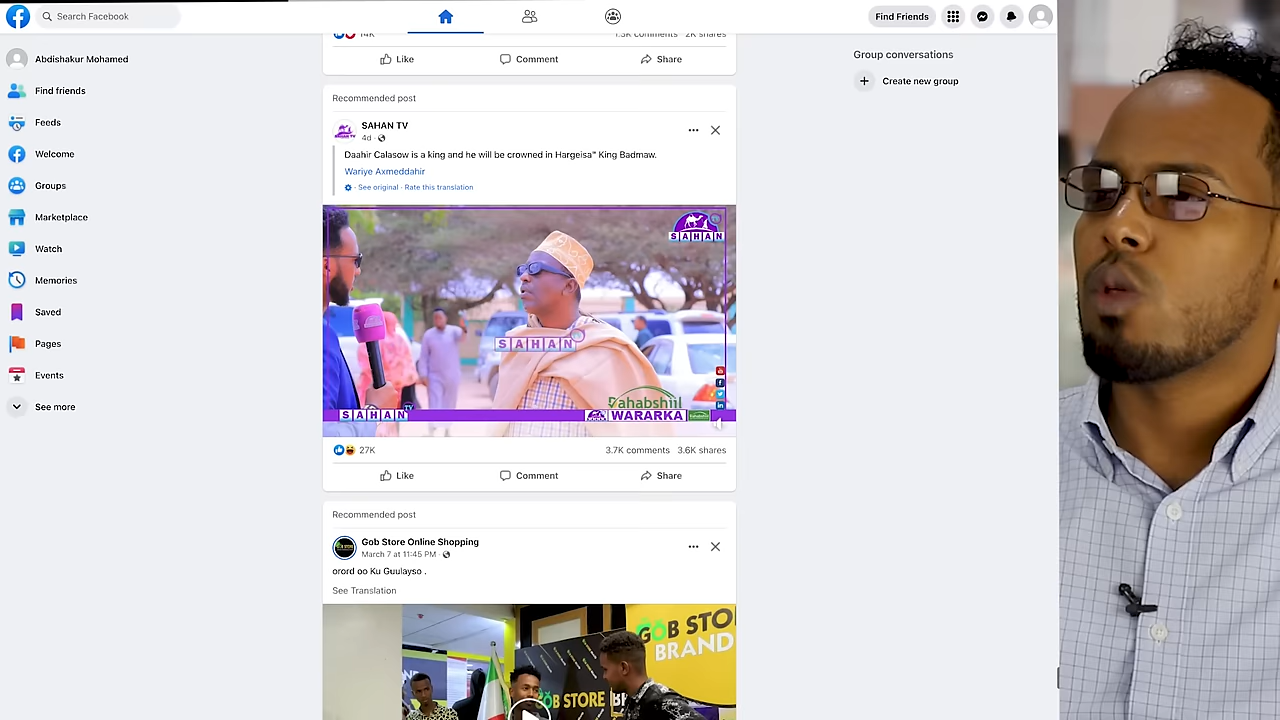 Search Facebook
Find Friends
Abdishakur Mohamed
Find friends
Feeds
Welcome
Groups
Marketplace
Watch
Memories
Saved
Pages
Events
See more
14K
1.5K comments 2K shares
Like
Comment
Share
Recommended post
SAHAN TV
4d
Daahir Calasow is a king and he will be crowned in Hargeisa" King Badmaw.
Wariye Axmeddahir
· See original · Rate this translation
SAHAN
SAHAN
SAHAN TV
Dahabshiil
WARARKA
27K
3.7K comments 3.6K shares
Like
Comment
Share
Recommended post
Gob Store Online Shopping
March 7 at 11:45 PM ·
orord oo Ku Guulayso .
See Translation
GOB STO
BRAND
GOB STORE BR
Group conversations
Create new group